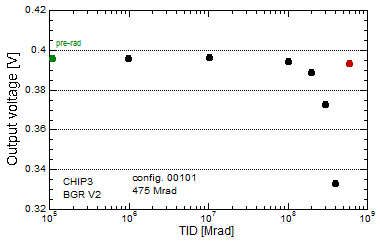 0.42
0.4
0.38
0.36
0.34
0.32
Output voltage [V]
pre-rad
CHIP3
BGR V2
config. 00101
475 Mrad
10^5
10^6
10^7
10^8
10^9
TID [Mrad]